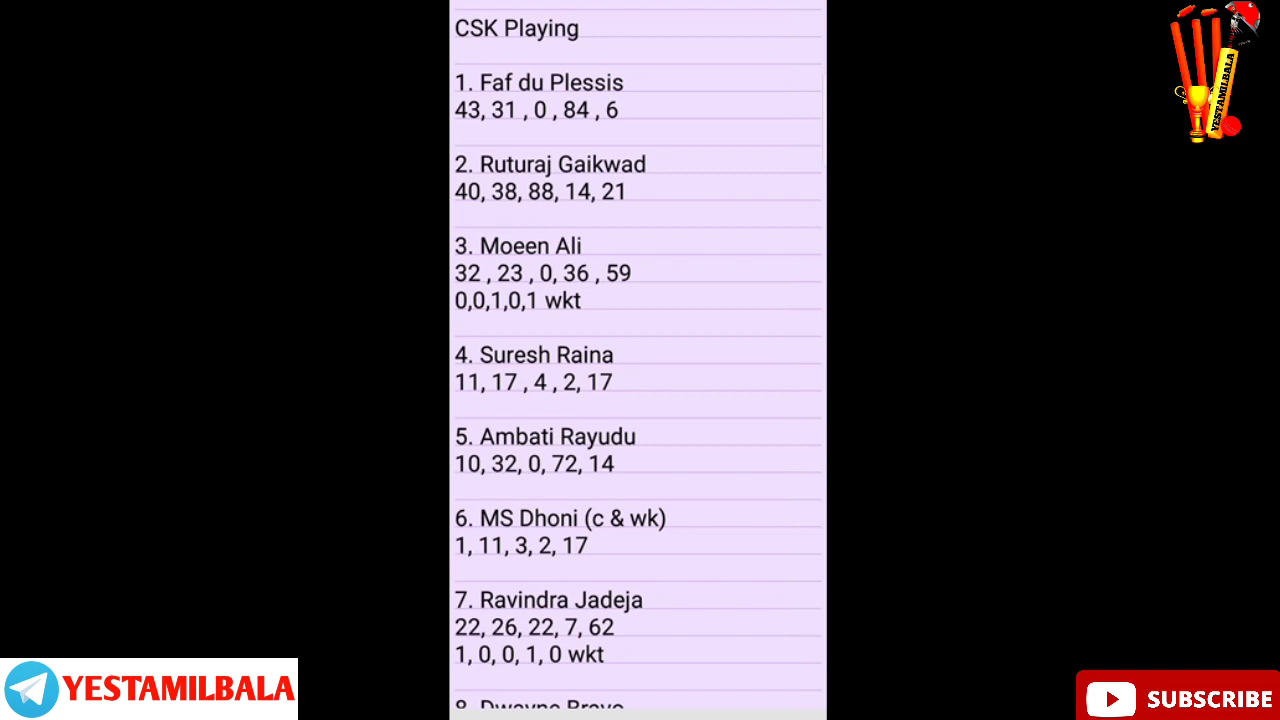 CSK Playing
1. Faf du Plessis
43, 31 , 0 , 84 , 6
2. Ruturaj Gaikwad
40, 38, 88, 14, 21
3. Moeen Ali
32 , 23 , 0, 36 , 59
0,0,1,0,1 wkt
4. Suresh Raina
11, 17 , 4 , 2, 17
5. Ambati Rayudu
10, 32, 0, 72, 14
6. MS Dhoni (c & wk)
1, 11, 3, 2, 17
7. Ravindra Jadeja
22, 26, 22, 7, 62
1, 0, 0, 1, 0 wkt
8. Dwayne Bravo
YESTAMILBALA
YESTAMILBALA
SUBSCRIBE